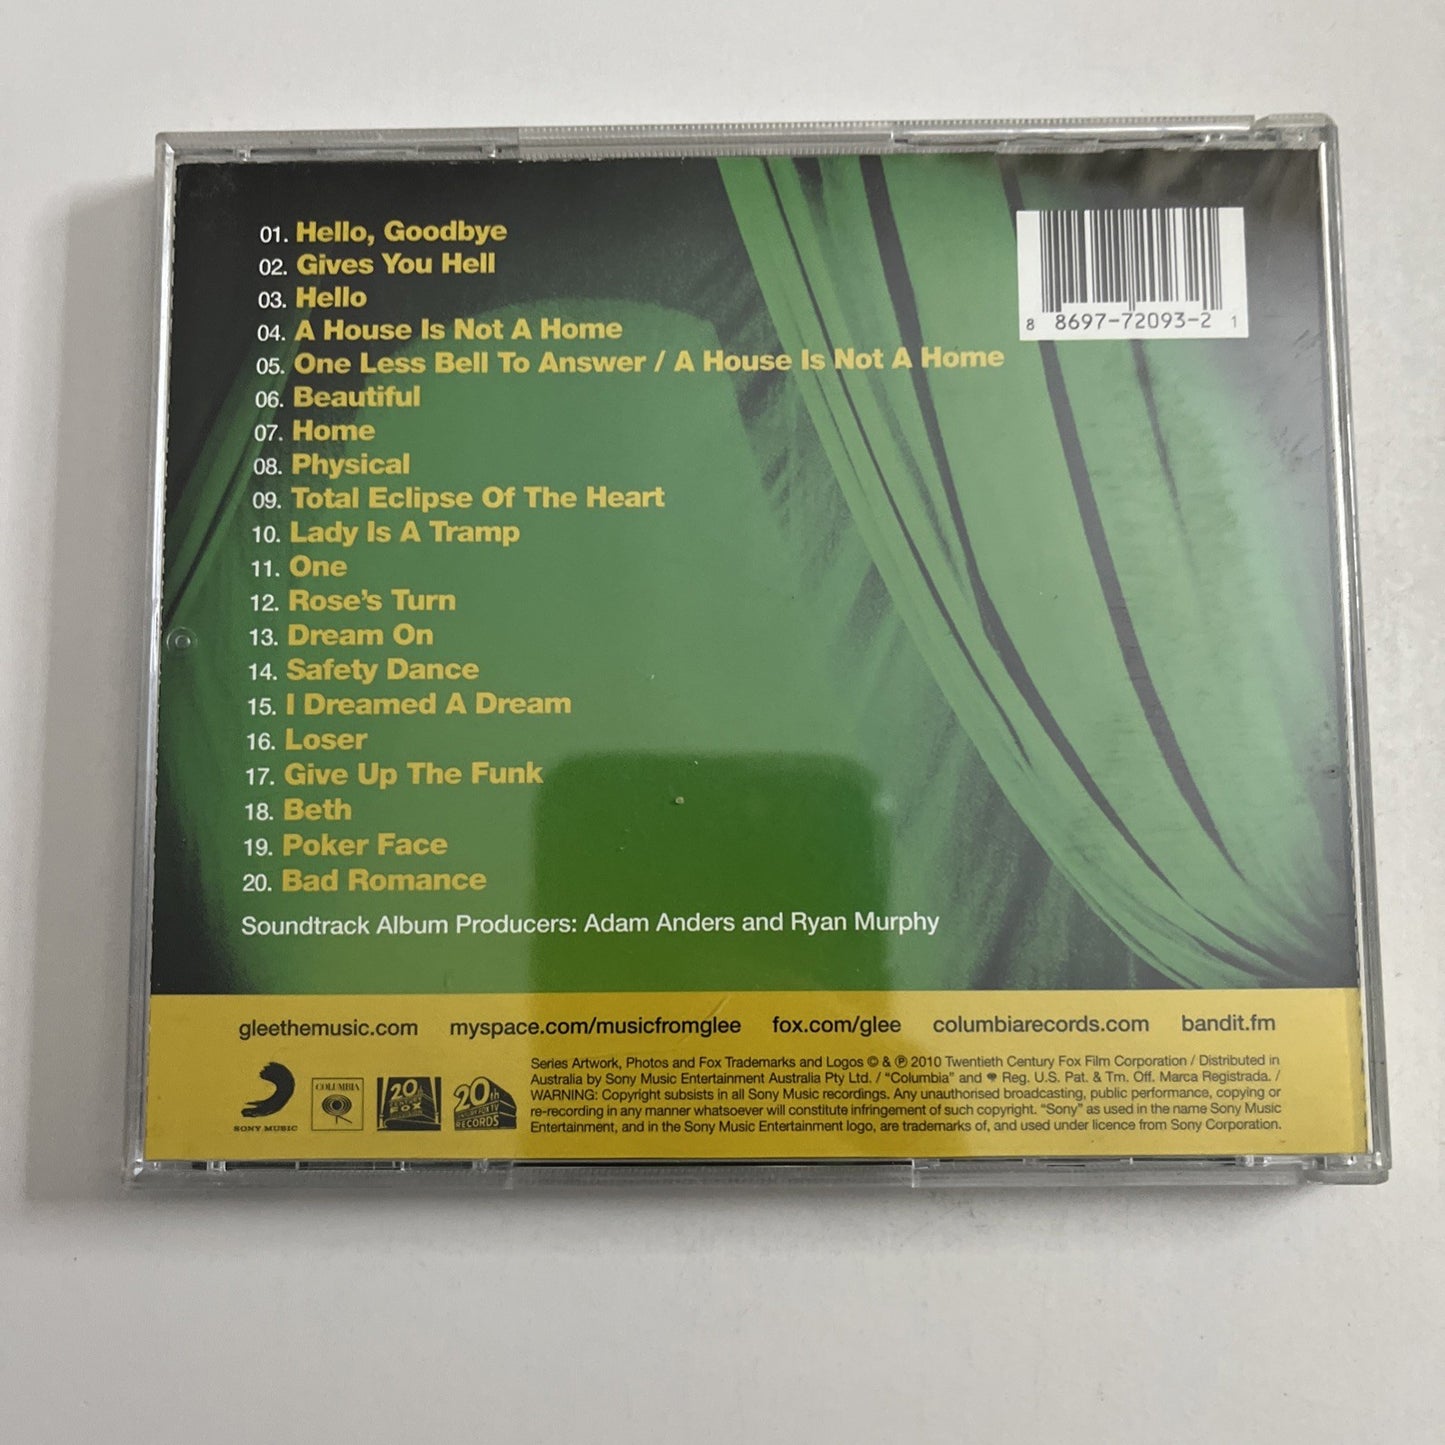 01. Hello, Goodbye
02. Gives You Hell
03. Hello
04. A House Is Not A Home
05. One Less Bell To Answer / A House Is Not A Home
06. Beautiful
07. Home
08. Physical
09. Total Eclipse Of The Heart
10. Lady Is A Tramp
11. One
12. Rose's Turn
13. Dream On
14. Safety Dance
15. I Dreamed A Dream
16. Loser
17. Give Up The Funk
18. Beth
19. Poker Face
20. Bad Romance
Soundtrack Album Producers: Adam Anders and Ryan Murphy
8 8697-72093-2 1
gleethemusic.com myspace.com/musicfromglee fox.com/glee columbiarecords.com bandit.fm
SONY MUSIC
COLUMBIA
20th
CENTURY
FOX
20th
CENTURY FOX TV
RECORDS
Series Artwork, Photos and Fox Trademarks and Logos © & ℗ 2010 Twentieth Century Fox Film Corporation / Distributed in
Australia by Sony Music Entertainment Australia Pty Ltd. / “Columbia” and Reg. U.S. Pat. & Tm. Off. Marca Registrada. /
WARNING: Copyright subsists in all Sony Music recordings. Any unauthorised broadcasting, public performance, copying or
re-recording in any manner whatsoever will constitute infringement of such copyright. “Sony” as used in the name Sony Music
Entertainment, and in the Sony Music Entertainment logo, are trademarks of, and used under licence from Sony Corporation.